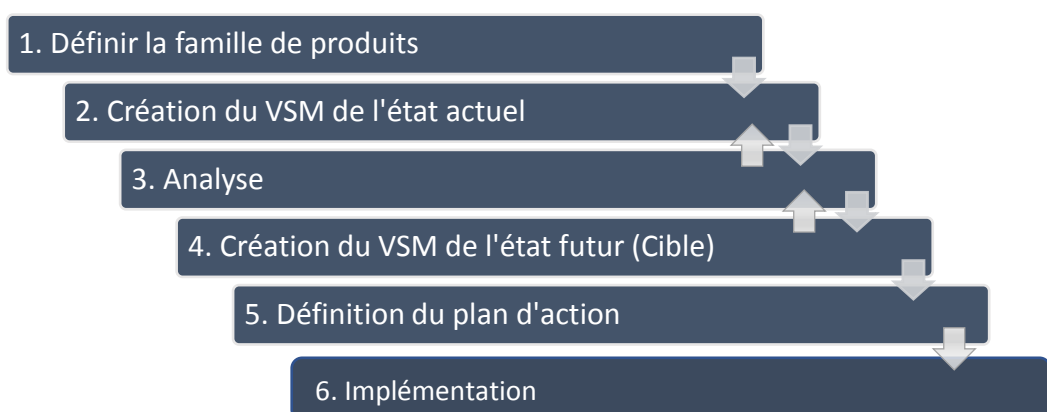 1. Définir la famille de produits
2. Création du VSM de l'état actuel
3. Analyse
4. Création du VSM de l'état futur (Cible)
5. Définition du plan d'action
6. Implémentation